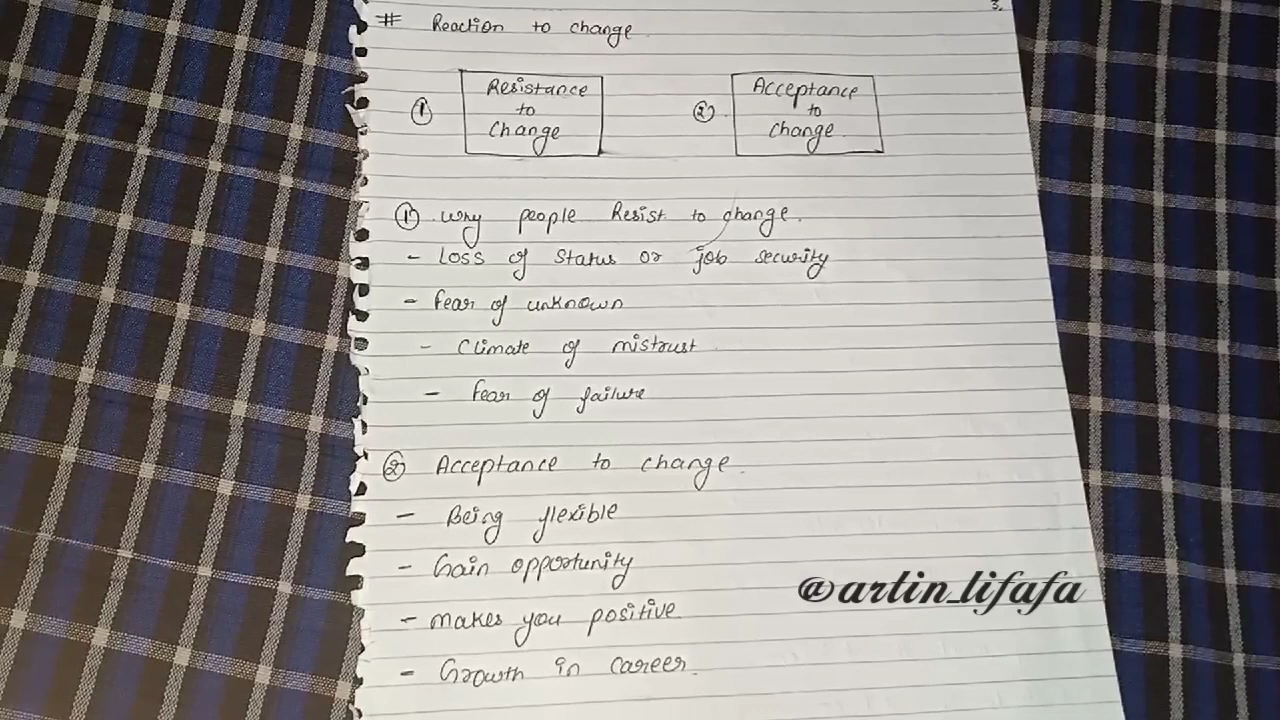 3.
# Reaction to change
① Resistance to Change
② Acceptance to change.
① Why people Resist to change.
- Loss of status or job security
- fear of unknown
- Climate of mistrust
- fear of failure
② Acceptance to change.
- Being flexible
- Gain opportunity
- makes you positive
- Growth in career.
@artin_lifafa